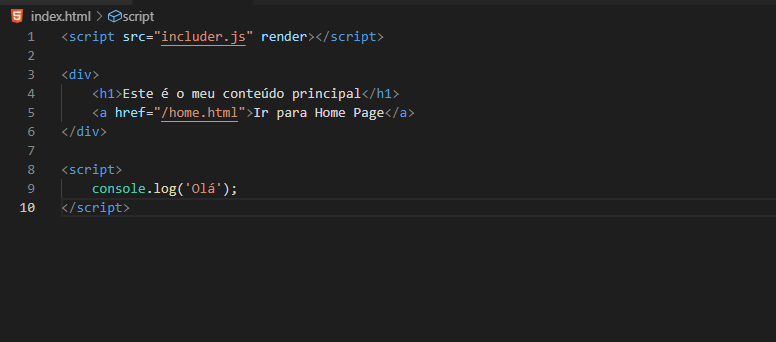 index.html > script
1 <script src="includer.js" render></script>
2
3 <div>
4 <h1>Este é o meu conteúdo principal</h1>
5 <a href="/home.html">Ir para Home Page</a>
6 </div>
7
8 <script>
9 console.log('Olá');
10 </script>